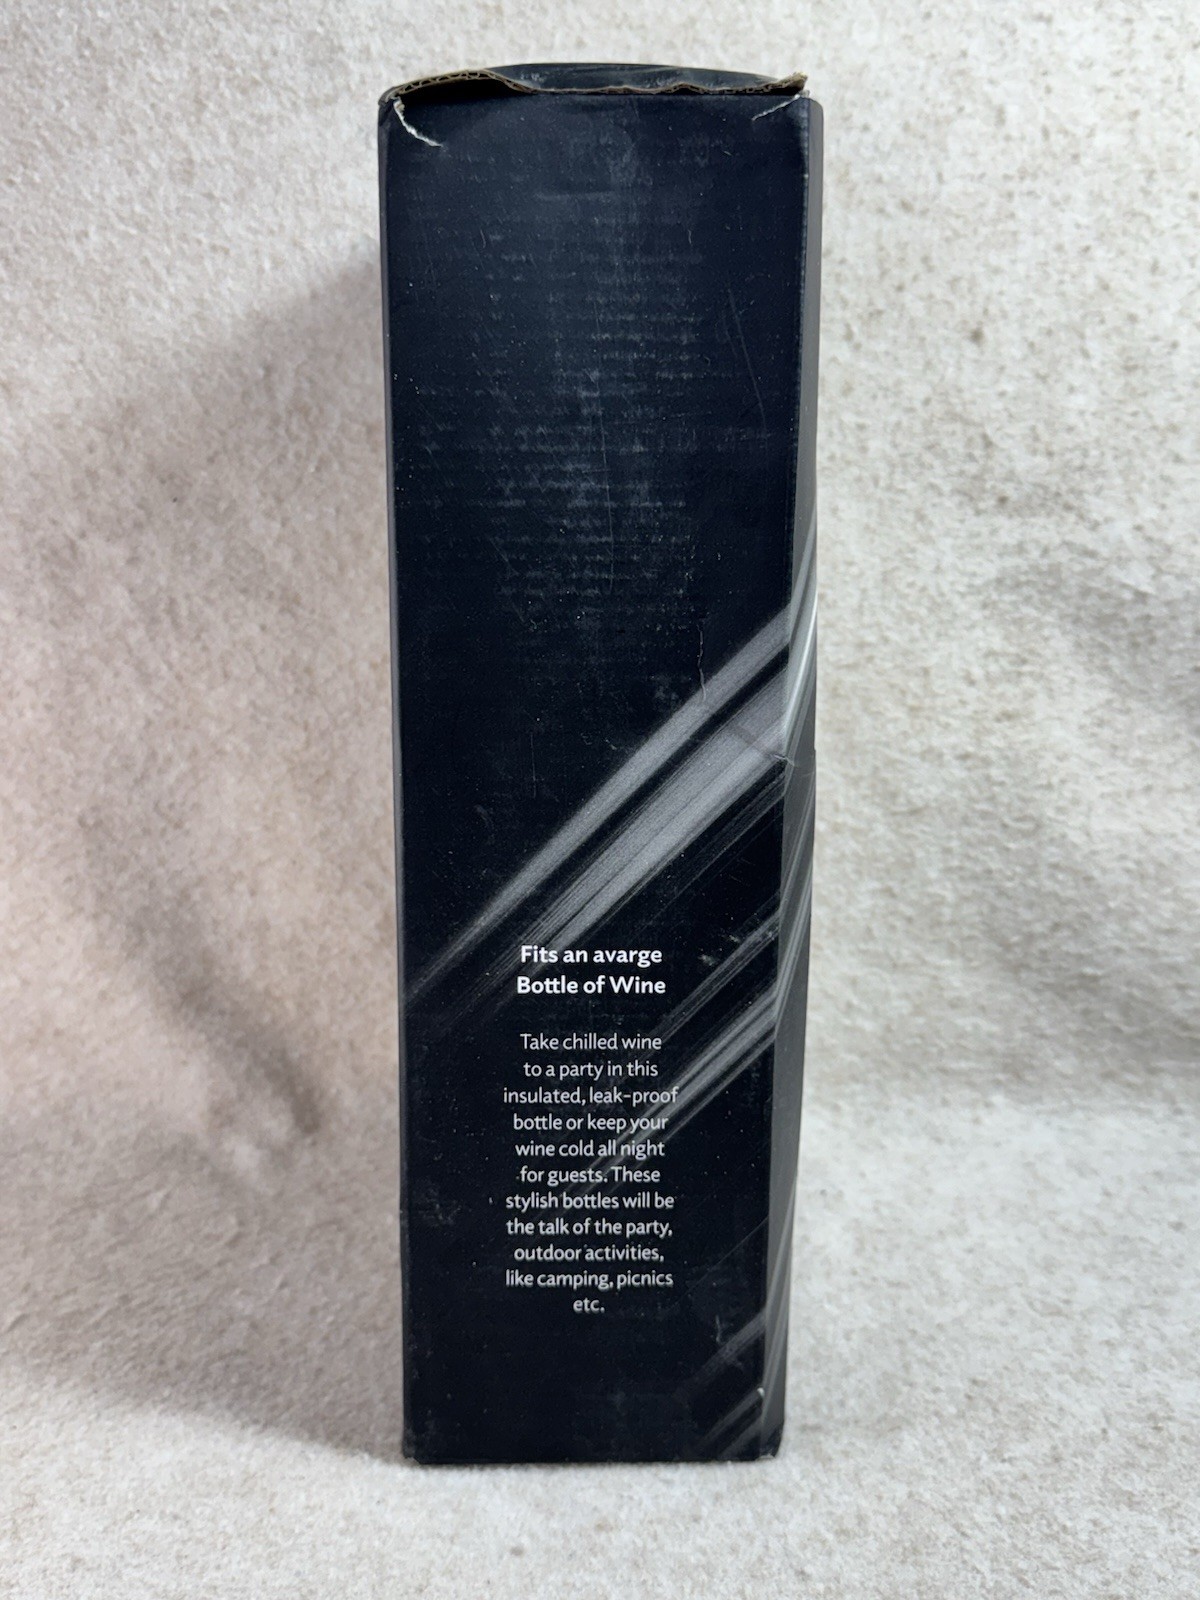 Fits an avarge
Bottle of Wine
Take chilled wine
to a party in this
insulated, leak-proof
bottle or keep your
wine cold all night
for guests. These
stylish bottles will be
the talk of the party,
outdoor activities,
like camping, picnics
etc.